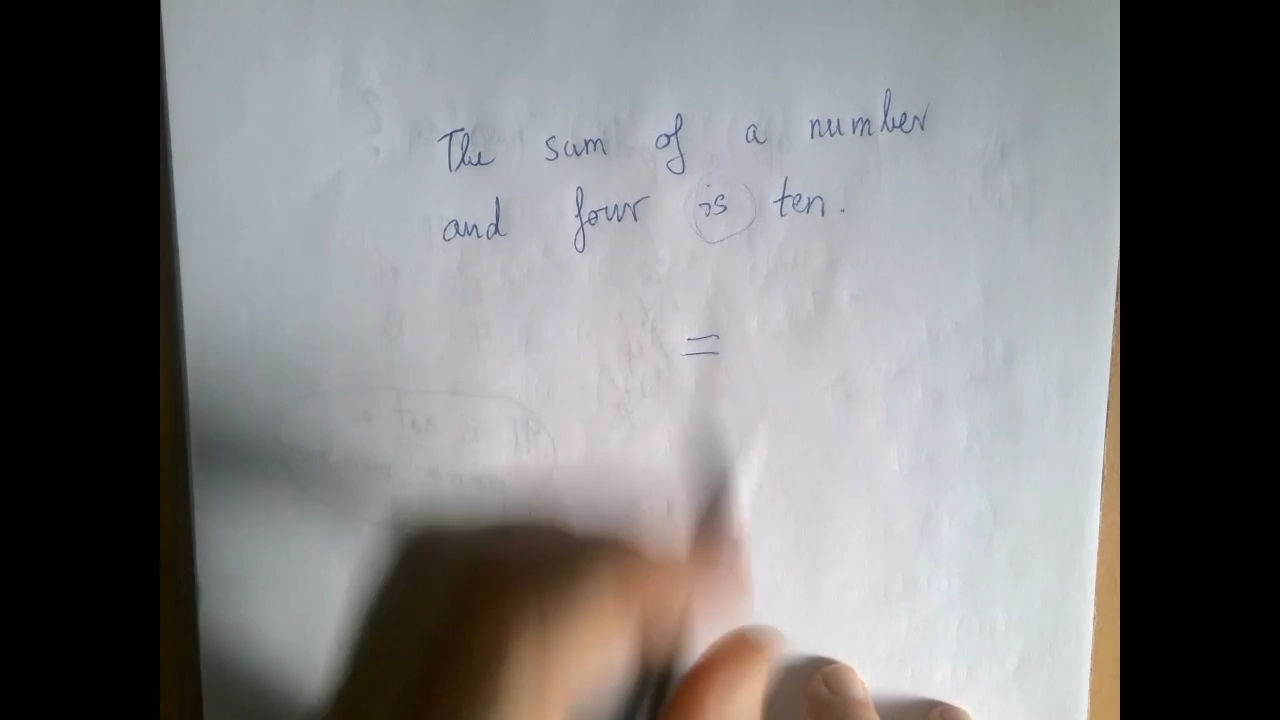 The sum of a number
and four is ten.
=